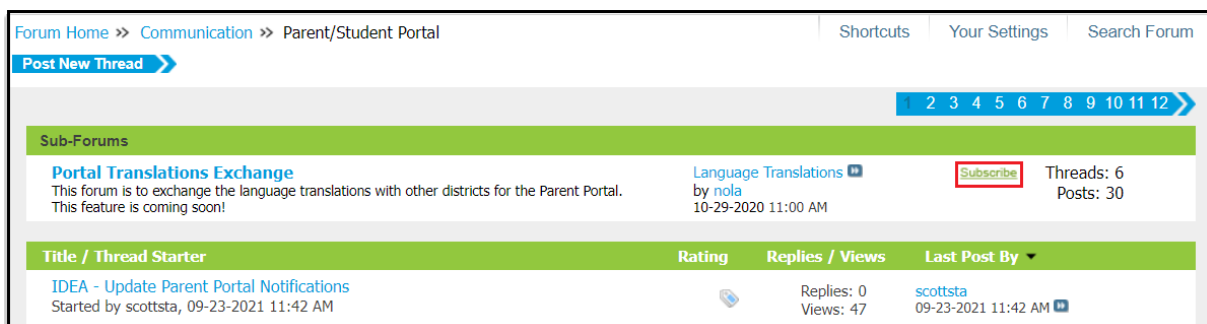 Forum Home >> Communication >> Parent/Student Portal
Shortcuts Your Settings Search Forum
Post New Thread
1 2 3 4 5 6 7 8 9 10 11 12
Sub-Forums
Portal Translations Exchange
This forum is to exchange the language translations with other districts for the Parent Portal.
This feature is coming soon!
Language Translations
by nola
10-29-2020 11:00 AM
Subscribe
Threads: 6
Posts: 30
Title / Thread Starter Rating Replies / Views Last Post By
IDEA - Update Parent Portal Notifications
Started by scottsta, 09-23-2021 11:42 AM
Replies: 0
Views: 47
scottsta
09-23-2021 11:42 AM